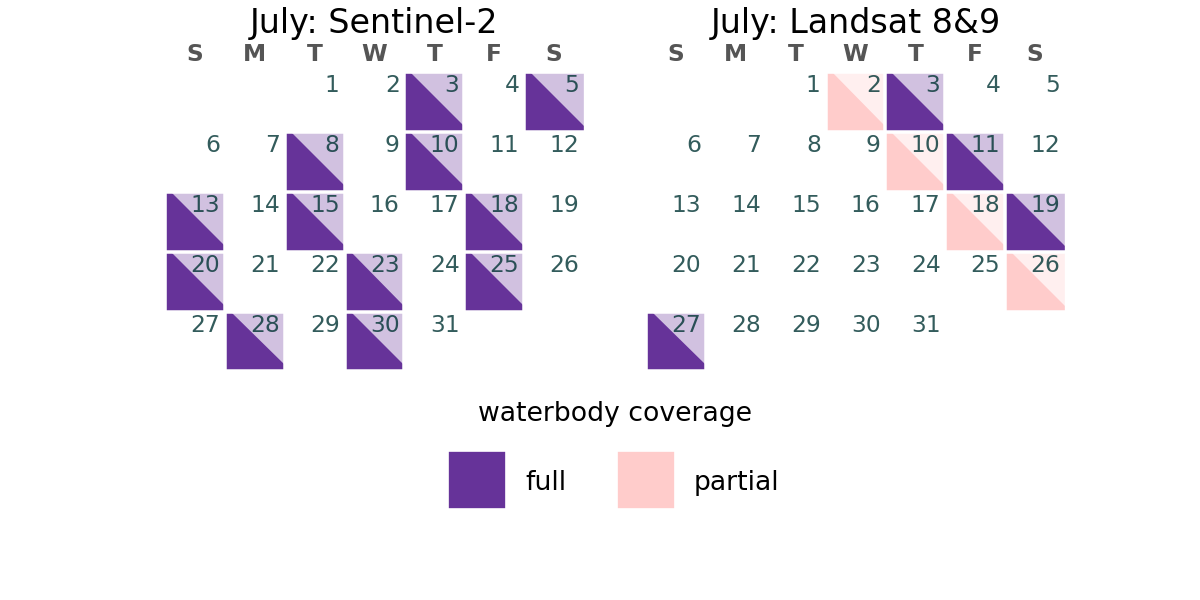 July: Sentinel-2
S M T W T F S
1 2 3 4 5
6 7 8 9 10 11 12
13 14 15 16 17 18 19
20 21 22 23 24 25 26
27 28 29 30 31
July: Landsat 8&9
S M T W T F S
1 2 3 4 5
6 7 8 9 10 11 12
13 14 15 16 17 18 19
20 21 22 23 24 25 26
27 28 29 30 31
waterbody coverage
full
partial